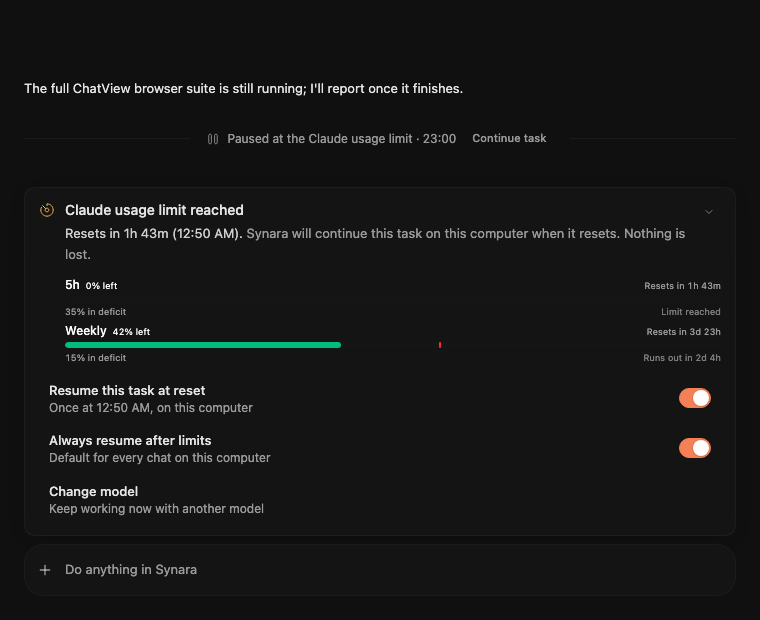 The full ChatView browser suite is still running; I'll report once it finishes.
Paused at the Claude usage limit · 23:00 Continue task
Claude usage limit reached
Resets in 1h 43m (12:50 AM). Synara will continue this task on this computer when it resets. Nothing is
lost.
5h 0% left Resets in 1h 43m
35% in deficit Limit reached
Weekly 42% left Resets in 3d 23h
15% in deficit Runs out in 2d 4h
Resume this task at reset
Once at 12:50 AM, on this computer
Always resume after limits
Default for every chat on this computer
Change model
Keep working now with another model
Do anything in Synara